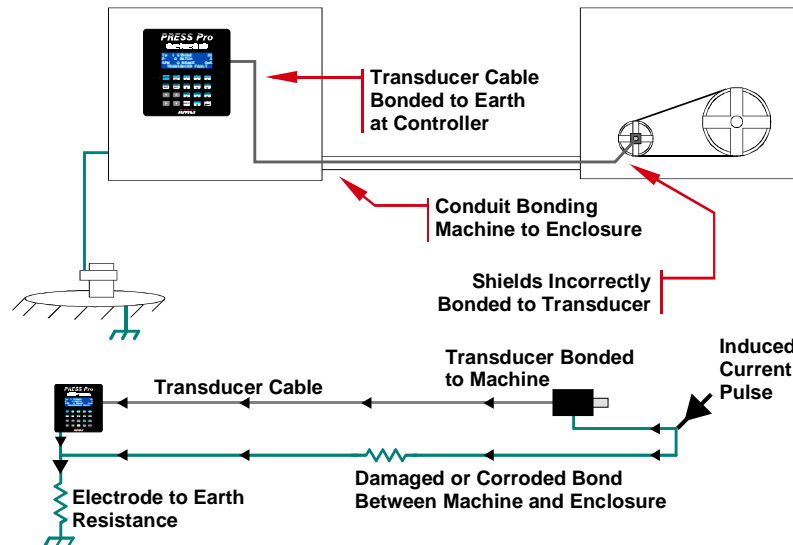 PRESS Pro
Transducer Cable
Bonded to Earth
at Controller
Conduit Bonding
Machine to Enclosure
Shields Incorrectly
Bonded to Transducer
Induced
Current
Pulse
Transducer Bonded
to Machine
PRESS Pro
Transducer Cable
Damaged or Corroded Bond
Between Machine and Enclosure
Electrode to Earth
Resistance